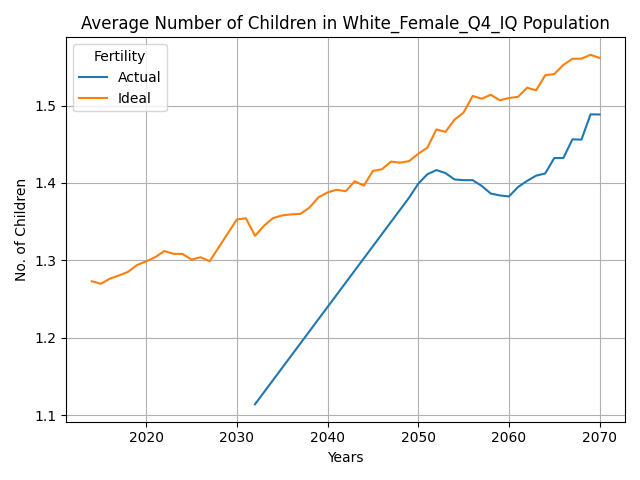 Average Number of Children in White_Female_Q4_IQ Population
Fertility
Actual
Ideal
No. of Children
1.5
1.4
1.3
1.2
1.1
2020 2030 2040 2050 2060 2070
Years